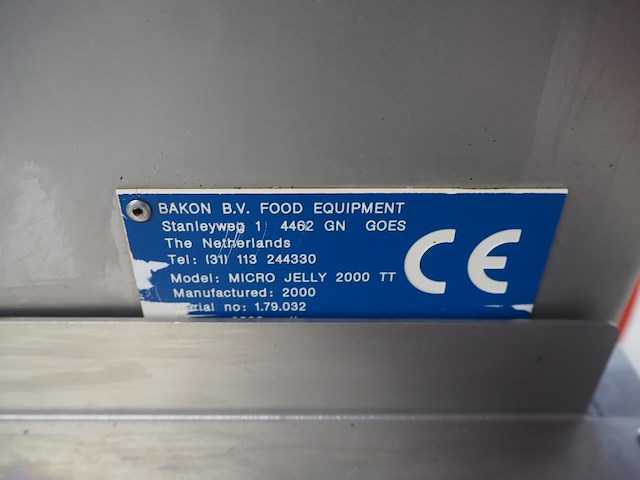 BAKON B.V. FOOD EQUIPMENT
Stanleyweg 1 4462 GN GOES
The Netherlands
Tel: (31) 113 244330
Model: MICRO JELLY 2000 TT
Manufactured: 2000
no: 1.79.032
CE